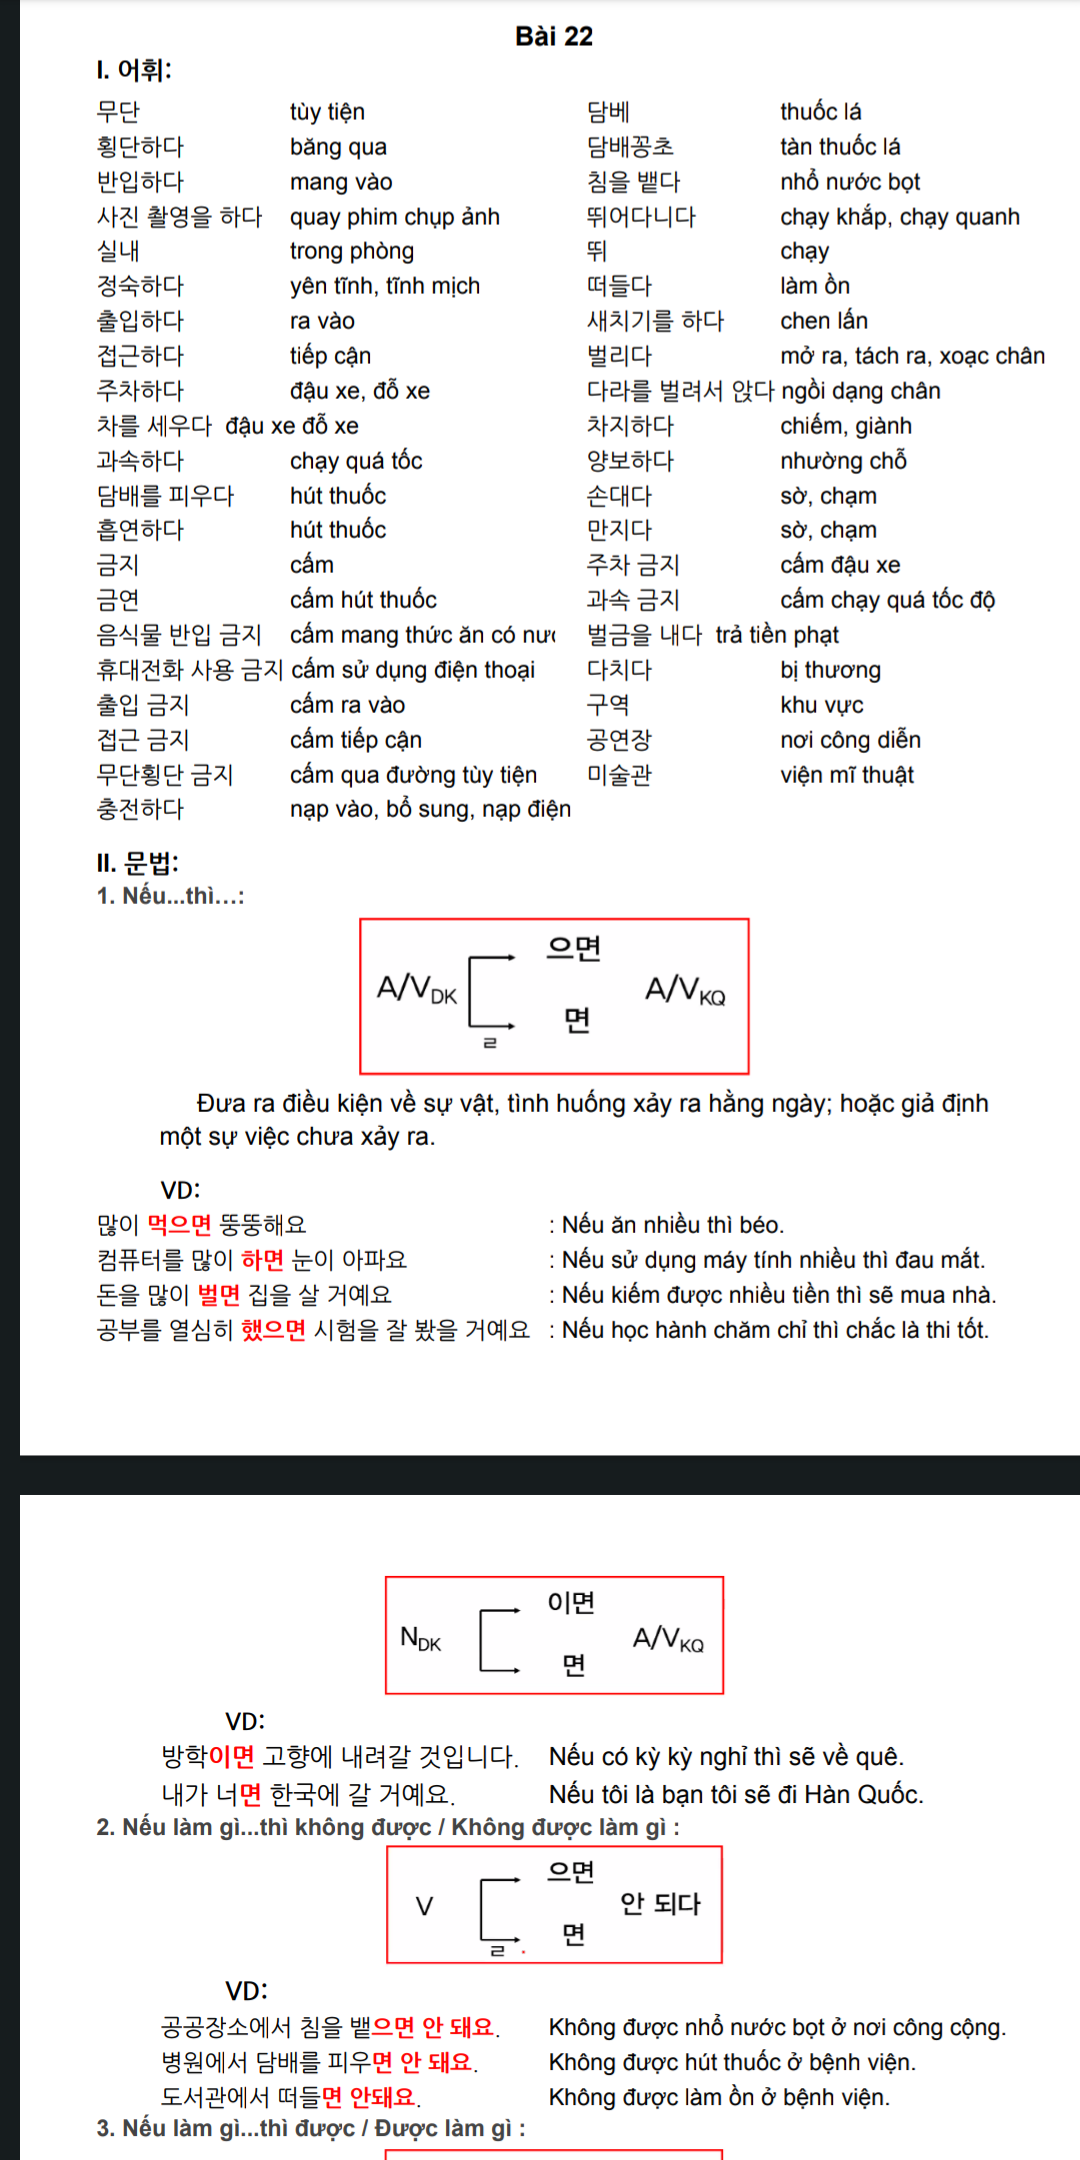 Bài 22
I. 어휘:
무단 tùy tiện 담베 thuốc lá
횡단하다 băng qua 담배꽁초 tàn thuốc lá
반입하다 mang vào 침을 뱉다 nhổ nước bọt
사진 촬영을 하다 quay phim chụp ảnh 뛰어다니다 chạy khắp, chạy quanh
실내 trong phòng 뛰 chạy
정숙하다 yên tĩnh, tĩnh mịch 떠들다 làm ồn
출입하다 ra vào 새치기를 하다 chen lấn
접근하다 tiếp cận 벌리다 mở ra, tách ra, xoạc chân
주차하다 đậu xe, đỗ xe 다라를 벌려서 앉다 ngồi dạng chân
차를 세우다 đậu xe đỗ xe 차지하다 chiếm, giành
과속하다 chạy quá tốc 양보하다 nhường chỗ
담배를 피우다 hút thuốc 손대다 sờ, chạm
흡연하다 hút thuốc 만지다 sờ, chạm
금지 cấm 주차 금지 cấm đậu xe
금연 cấm hút thuốc 과속 금지 cấm chạy quá tốc độ
음식물 반입 금지 cấm mang thức ăn có nư 벌금을 내다 trả tiền phạt
휴대전화 사용 금지 cấm sử dụng điện thoại 다치다 bị thương
출입 금지 cấm ra vào 구역 khu vực
접근 금지 cấm tiếp cận 공연장 nơi công diễn
무단횡단 금지 cấm qua đường tùy tiện 미술관 viện mĩ thuật
충전하다 nạp vào, bổ sung, nạp điện
II. 문법:
1. Nếu...thì...:
으면
A/VDK A/VKQ
면
ㄹ
Đưa ra điều kiện về sự vật, tình huống xảy ra hằng ngày; hoặc giả định
một sự việc chưa xảy ra.
VD:
많이 먹으면 뚱뚱해요 : Nếu ăn nhiều thì béo.
컴퓨터를 많이 하면 눈이 아파요 : Nếu sử dụng máy tính nhiều thì đau mắt.
돈을 많이 벌면 집을 살 거예요 : Nếu kiếm được nhiều tiền thì sẽ mua nhà.
공부를 열심히 했으면 시험을 잘 봤을 거예요 : Nếu học hành chăm chỉ thì chắc là thi tốt.
이면
NDK A/VKQ
면
VD:
방학이면 고향에 내려갈 것입니다. Nếu có kỳ kỳ nghỉ thì sẽ về quê.
내가 너면 한국에 갈 거예요. Nếu tôi là bạn tôi sẽ đi Hàn Quốc.
2. Nếu làm gì...thì không được / Không được làm gì :
으면
V 안 되다
면
ㄹ
VD:
공공장소에서 침을 뱉으면 안 돼요. Không được nhổ nước bọt ở nơi công cộng.
병원에서 담배를 피우면 안 돼요. Không được hút thuốc ở bệnh viện.
도서관에서 떠들면 안돼요. Không được làm ồn ở bệnh viện.
3. Nếu làm gì...thì được / Được làm gì :